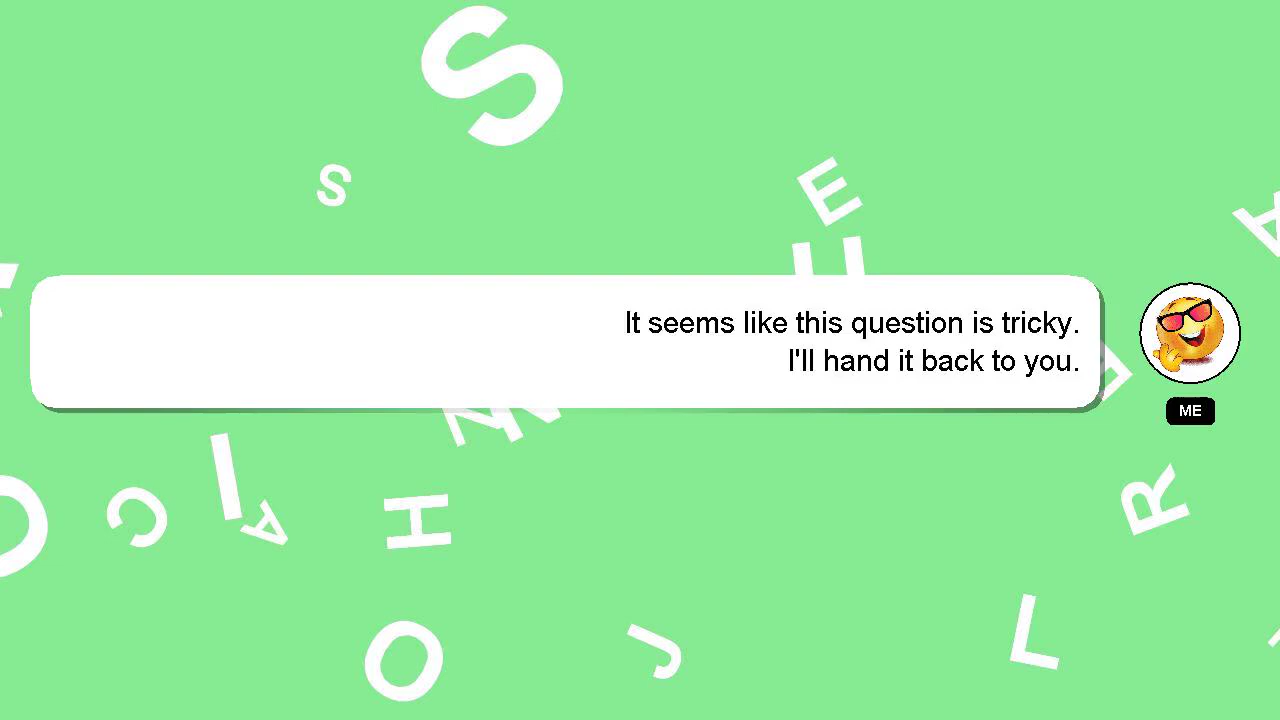 S
S
E
A
It seems like this question is tricky.
I'll hand it back to you.
ME
I
C
A
H
R
O
J
L